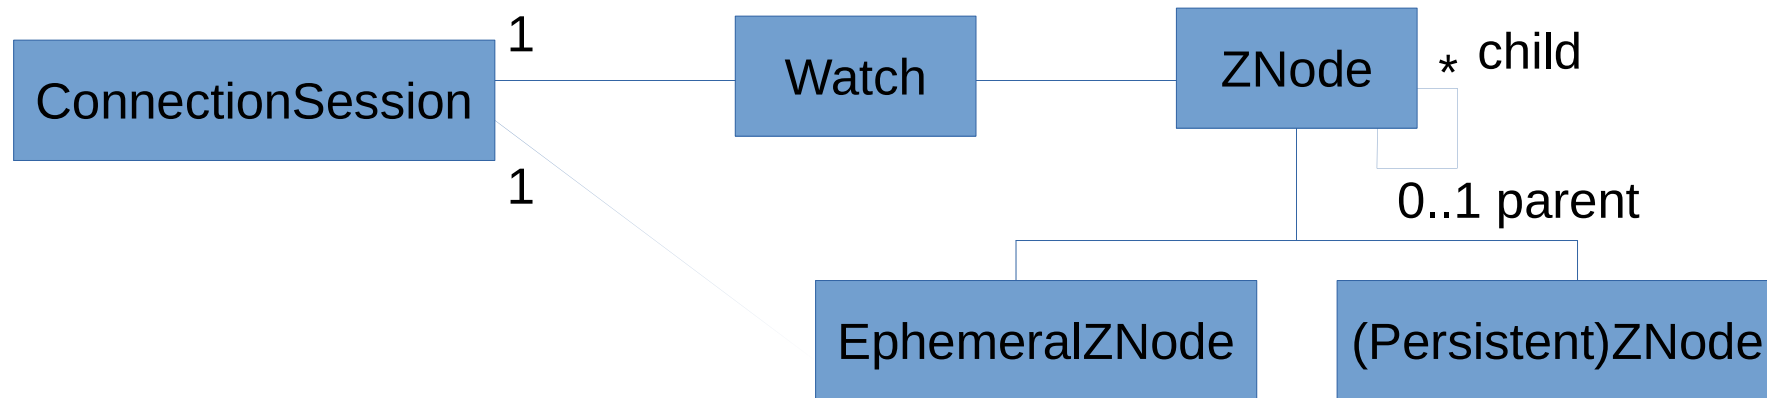 1
ConnectionSession
Watch
ZNode
* child
1
0..1 parent
EphemeralZNode
(Persistent)ZNode